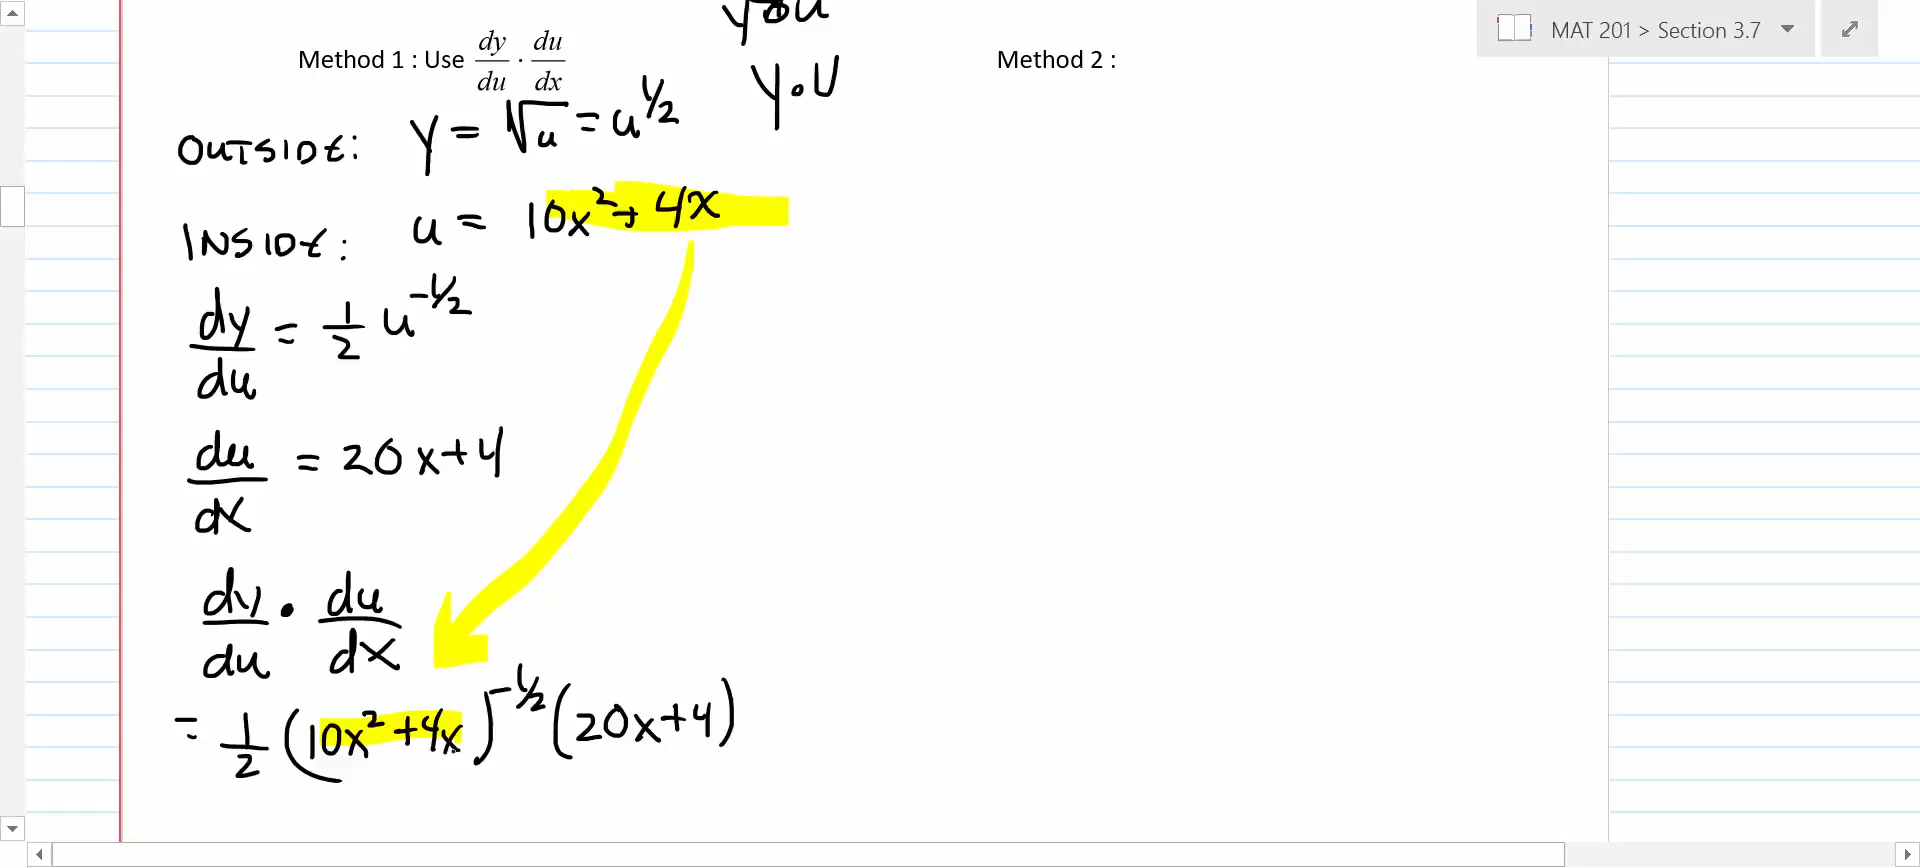 y∘u
MAT 201 > Section 3.7
Method 1 : Use dy/du · du/dx
Method 2 :
y∘u
OUTSIDE: y = √u = u^1/2
INSIDE: u = 10x² + 4x
dy/du = 1/2 u^-1/2
du/dx = 20x+4
dy/du · du/dx
= 1/2 (10x² + 4x)^-1/2 (20x+4)